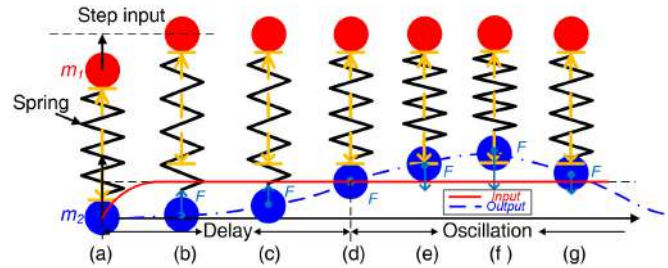 Step input
m1
Spring
F F F F F F
Input
Output
m2
Delay Oscillation
(a) (b) (c) (d) (e) (f) (g)